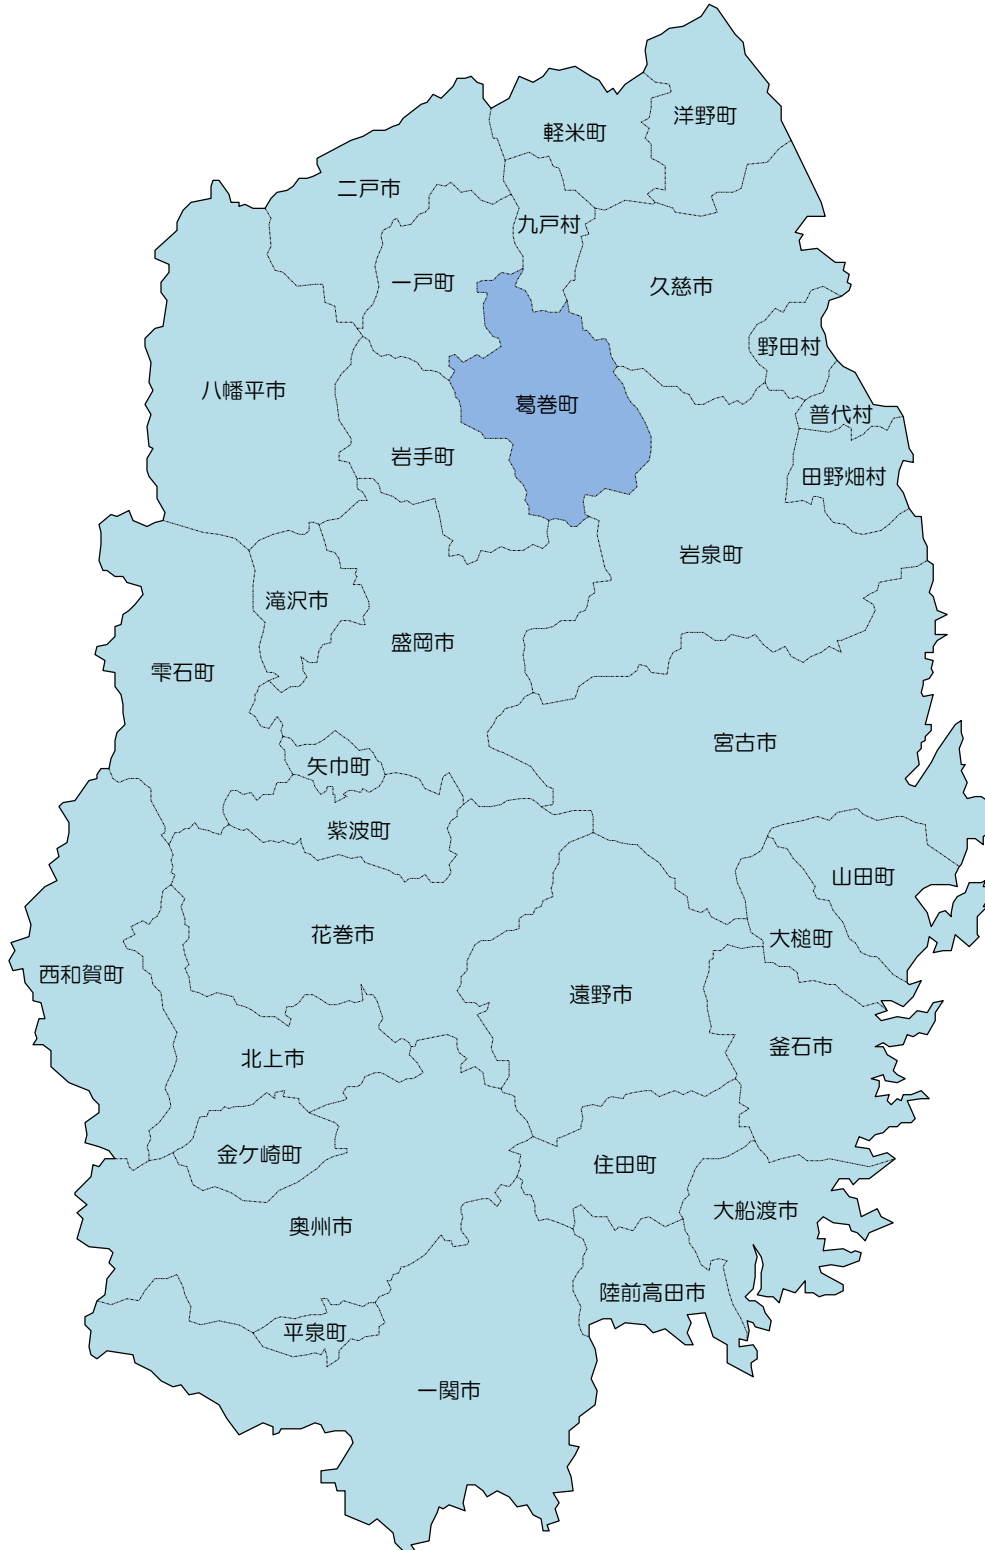 洋野町
軽米町
二戸市
九戸村
一戸町
久慈市
野田村
八幡平市
葛巻町
普代村
岩手町
田野畑村
岩泉町
滝沢市
盛岡市
雫石町
宮古市
矢巾町
紫波町
山田町
花巻市
大槌町
西和賀町
遠野市
釜石市
北上市
金ケ崎町
住田町
大船渡市
奥州市
陸前高田市
平泉町
一関市